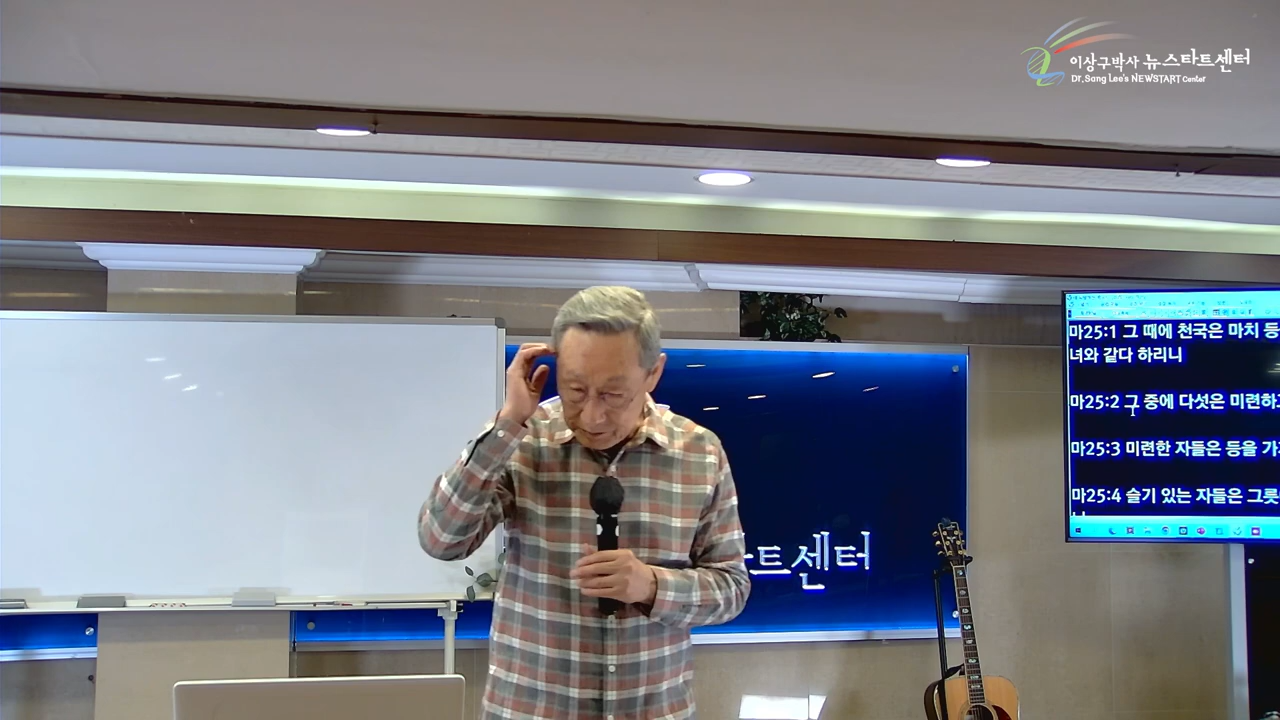 이상구박사 뉴스타트센터
Dr. Sang Lee's NEWSTART Center
마25:1 그 때에 천국은 마치 등
녀와 같다 하리니
마25:2 그 중에 다섯은 미련하고
마25:3 미련한 자들은 등을 가
마25:4 슬기 있는 자들은 그릇
트센터